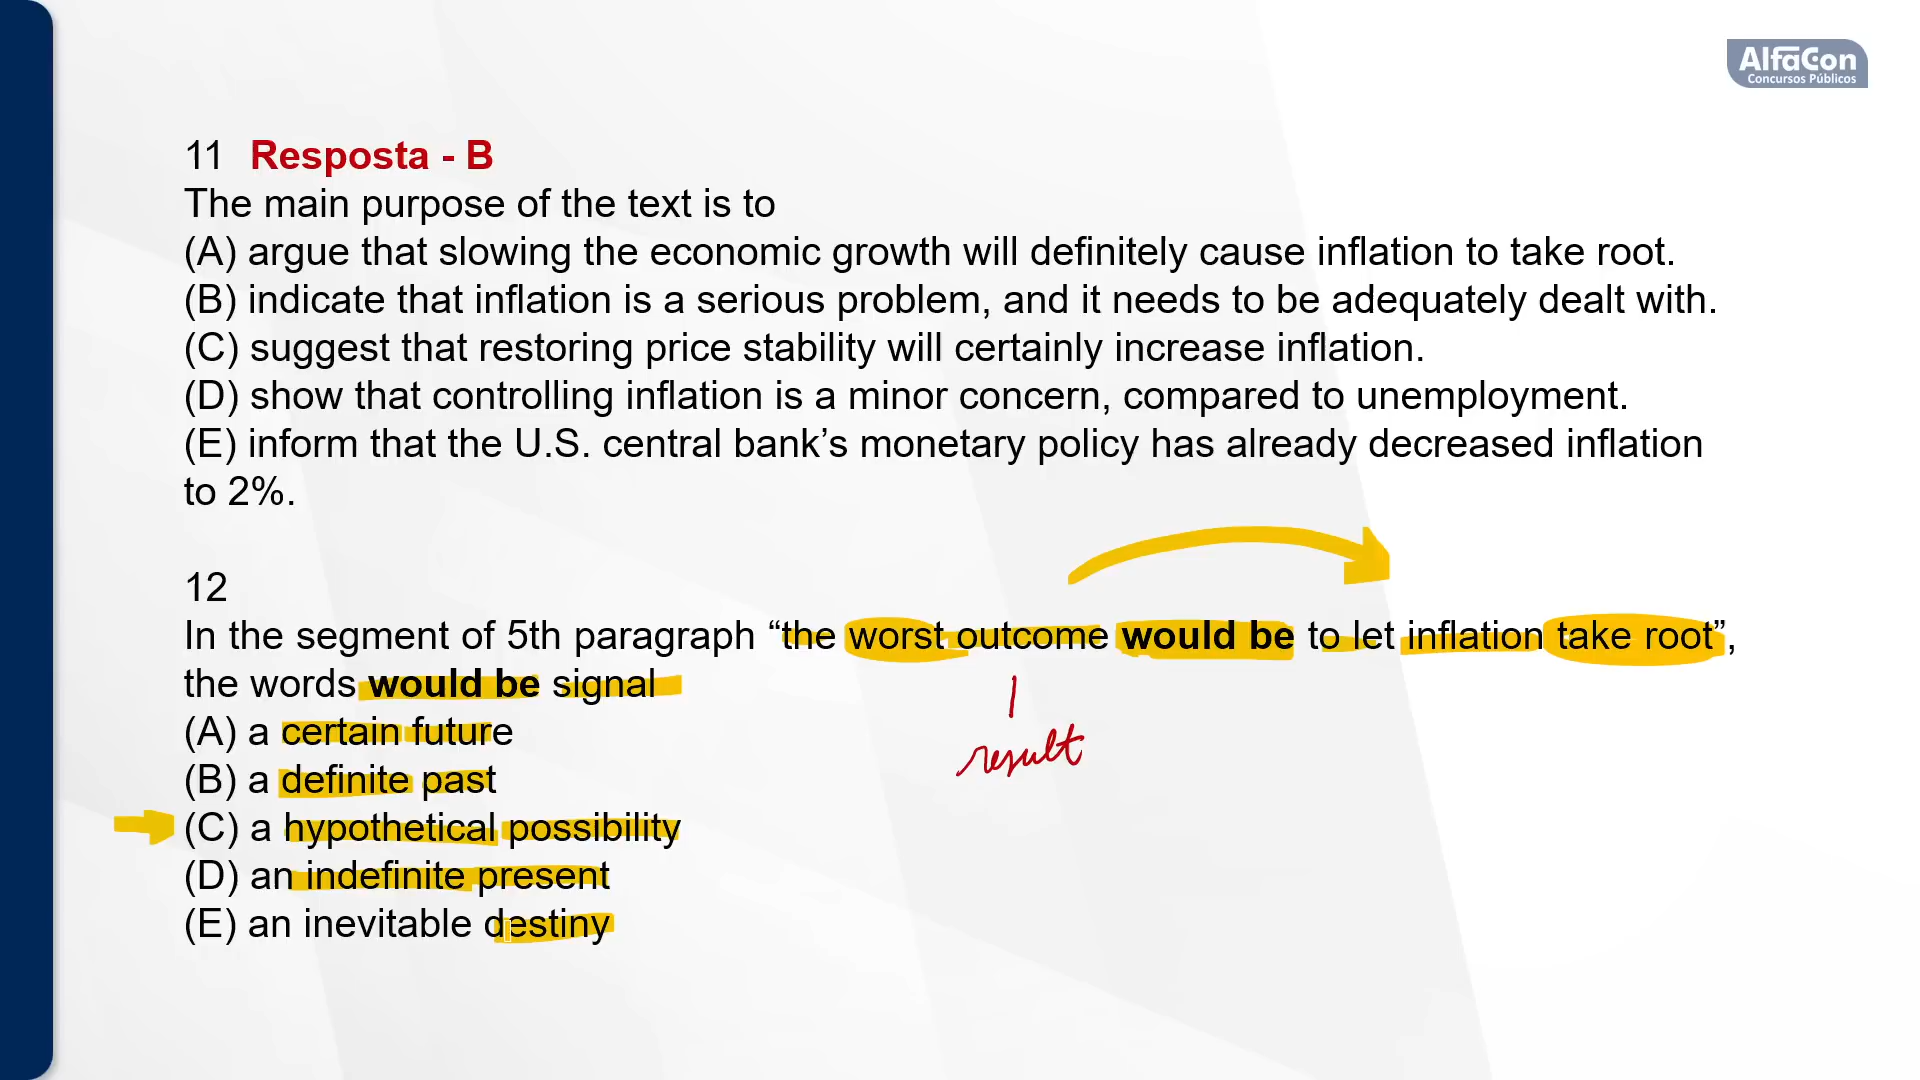 AlfaCon
Concursos Públicos
11 Resposta - B
The main purpose of the text is to
(A) argue that slowing the economic growth will definitely cause inflation to take root.
(B) indicate that inflation is a serious problem, and it needs to be adequately dealt with.
(C) suggest that restoring price stability will certainly increase inflation.
(D) show that controlling inflation is a minor concern, compared to unemployment.
(E) inform that the U.S. central bank’s monetary policy has already decreased inflation
to 2%.
12
In the segment of 5th paragraph “the worst outcome would be to let inflation take root”,
the words would be signal
(A) a certain future
(B) a definite past
(C) a hypothetical possibility
(D) an indefinite present
(E) an inevitable destiny
result